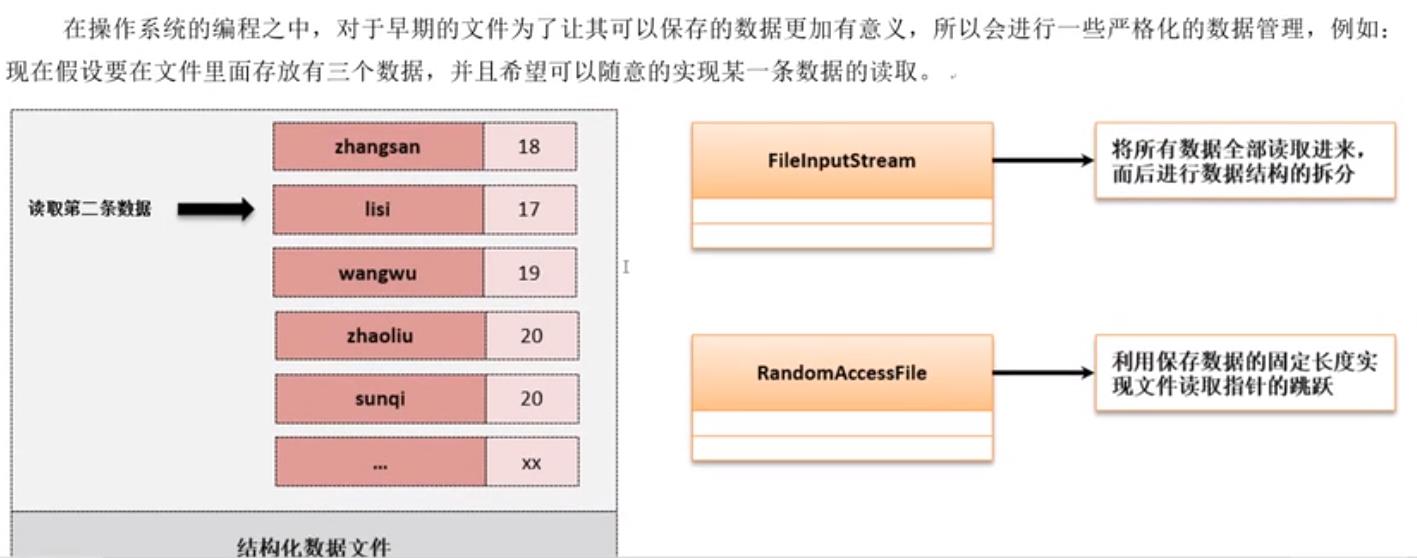 在操作系统的编程之中，对于早期的文件为了让其可以保存的数据更加有意义，所以会进行一些严格化的数据管理，例如：
现在假设要在文件里面存放有三个数据，并且希望可以随意的实现某一条数据的读取。
读取第二条数据
zhangsan 18
lisi 17
wangwu 19
zhaoliu 20
sunqi 20
... xx
结构化数据文件
FileInputStream
将所有数据全部读取进来，
而后进行数据结构的拆分
RandomAccessFile
利用保存数据的固定长度实
现文件读取指针的跳跃